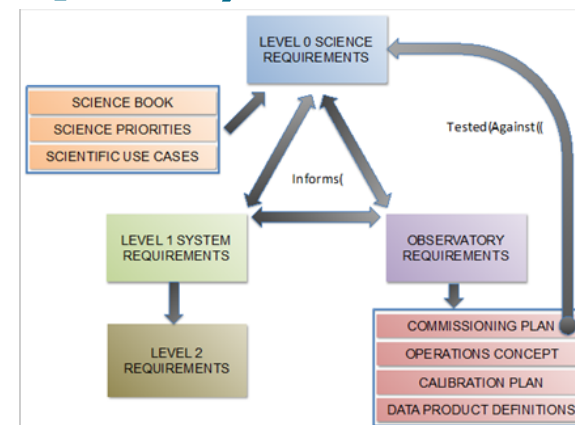 LEVEL 0 SCIENCE
REQUIREMENTS
SCIENCE BOOK
SCIENCE PRIORITIES
SCIENTIFIC USE CASES
Tested(Against((
Informs(
LEVEL 1 SYSTEM
REQUIREMENTS
OBSERVATORY
REQUIREMENTS
LEVEL 2
REQUIREMENTS
COMMISSIONING PLAN
OPERATIONS CONCEPT
CALIBRATION PLAN
DATA PRODUCT DEFINITIONS